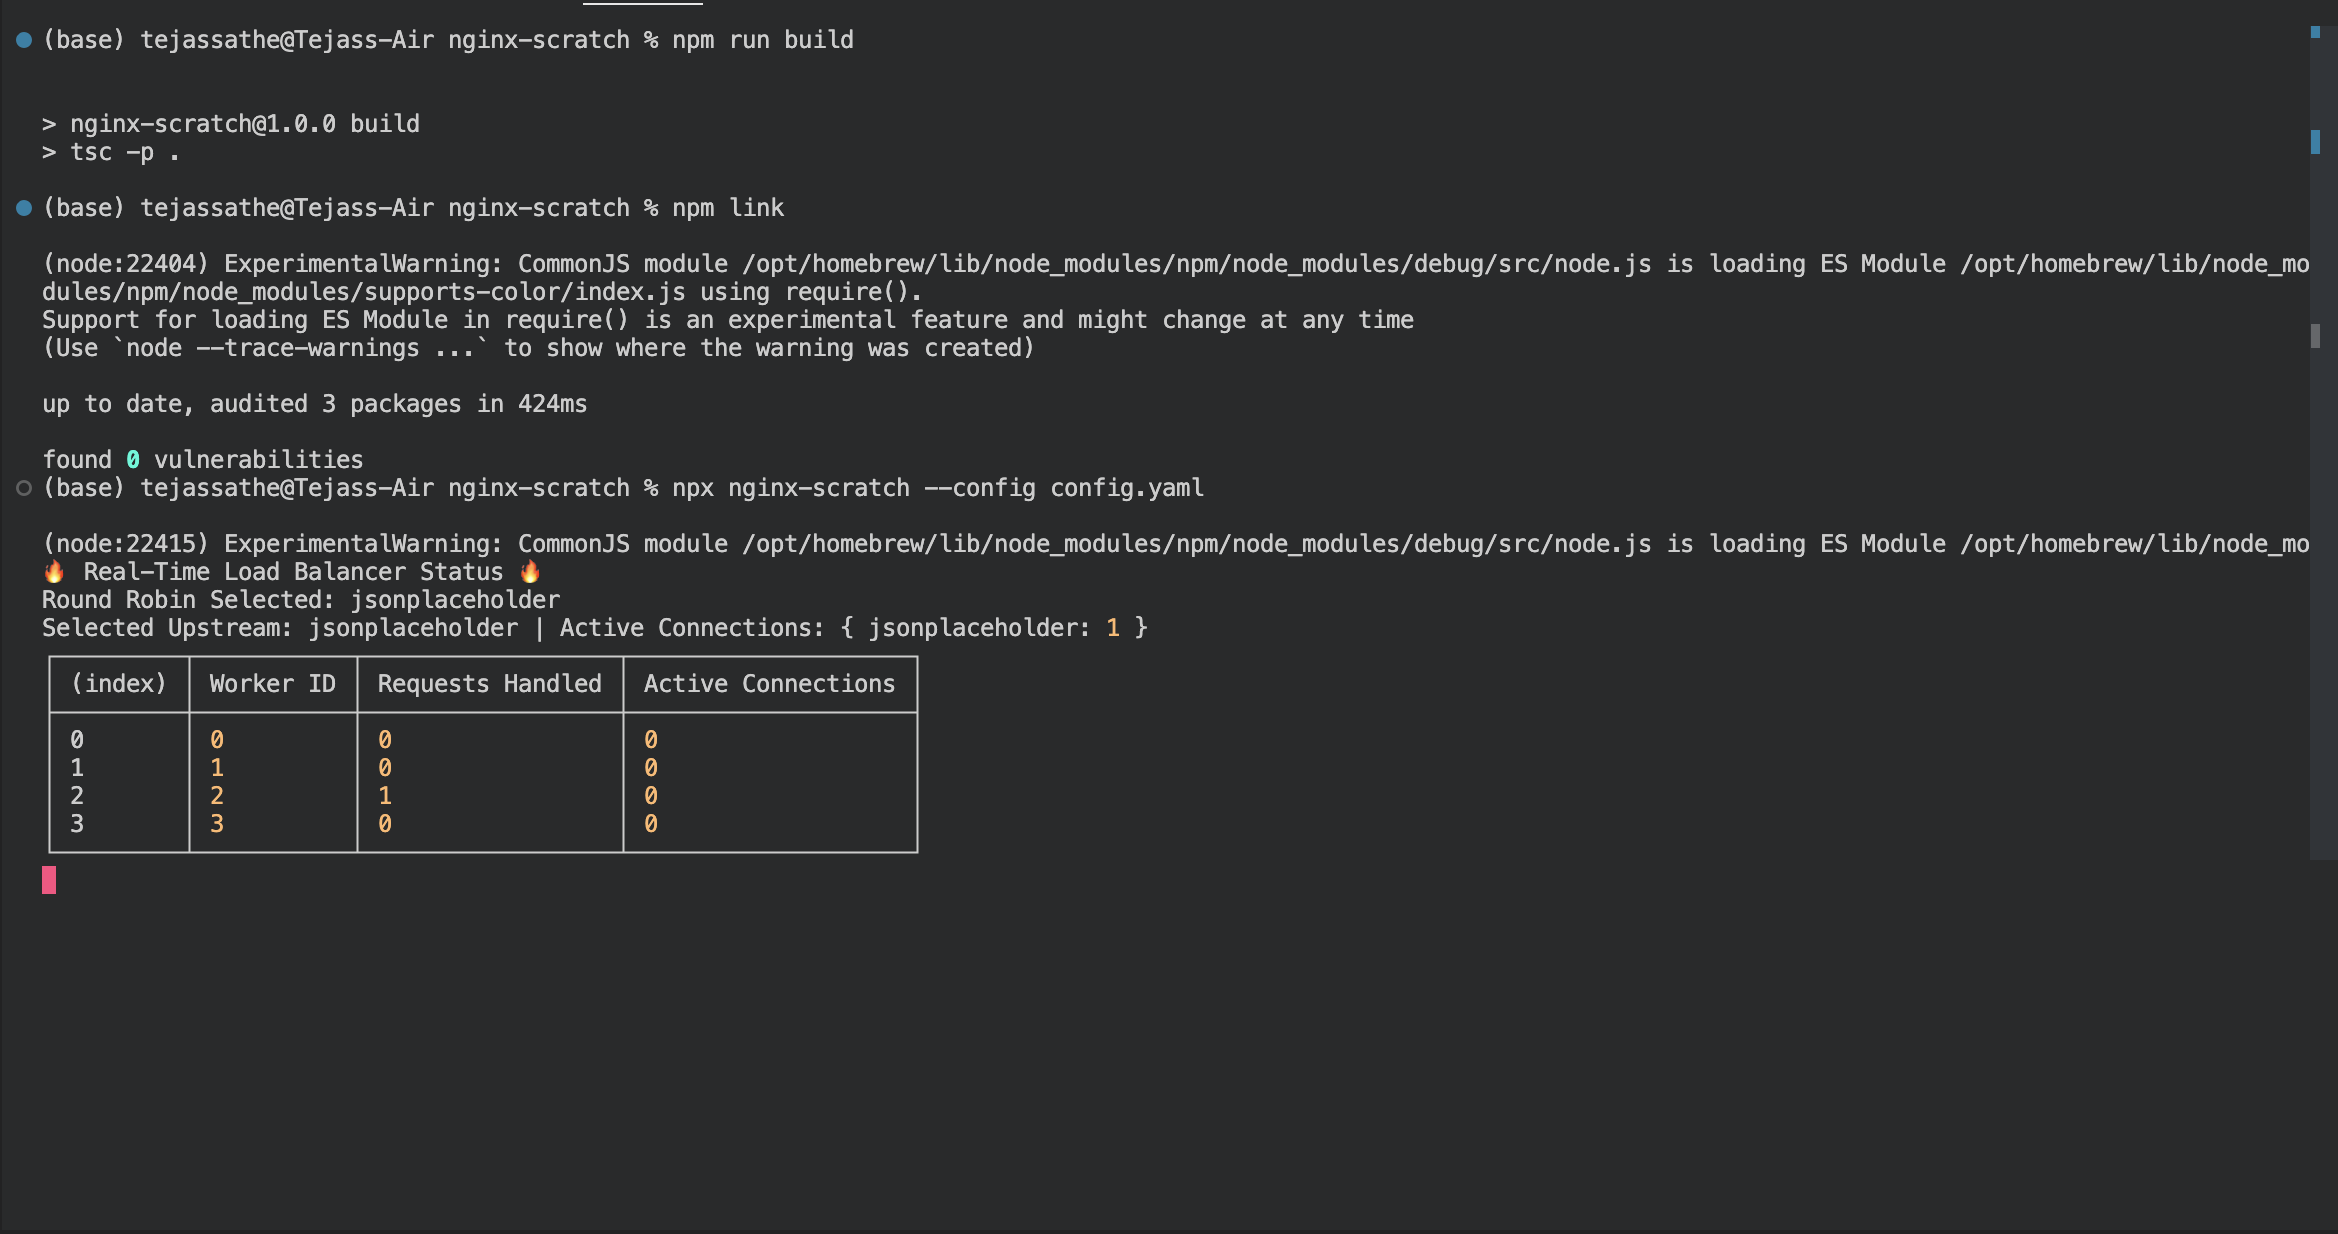 (base) tejassathe@Tejass-Air nginx-scratch % npm run build
> nginx-scratch@1.0.0 build
> tsc -p .
(base) tejassathe@Tejass-Air nginx-scratch % npm link
(node:22404) ExperimentalWarning: CommonJS module /opt/homebrew/lib/node_modules/npm/node_modules/debug/src/node.js is loading ES Module /opt/homebrew/lib/node_mo
dules/npm/node_modules/supports-color/index.js using require().
Support for loading ES Module in require() is an experimental feature and might change at any time
(Use `node --trace-warnings ...` to show where the warning was created)
up to date, audited 3 packages in 424ms
found 0 vulnerabilities
(base) tejassathe@Tejass-Air nginx-scratch % npx nginx-scratch --config config.yaml
(node:22415) ExperimentalWarning: CommonJS module /opt/homebrew/lib/node_modules/npm/node_modules/debug/src/node.js is loading ES Module /opt/homebrew/lib/node_mo
🔥 Real-Time Load Balancer Status 🔥
Round Robin Selected: jsonplaceholder
Selected Upstream: jsonplaceholder | Active Connections: { jsonplaceholder: 1 }
(index) Worker ID Requests Handled Active Connections
0 0 0 0
1 1 0 0
2 2 1 0
3 3 0 0